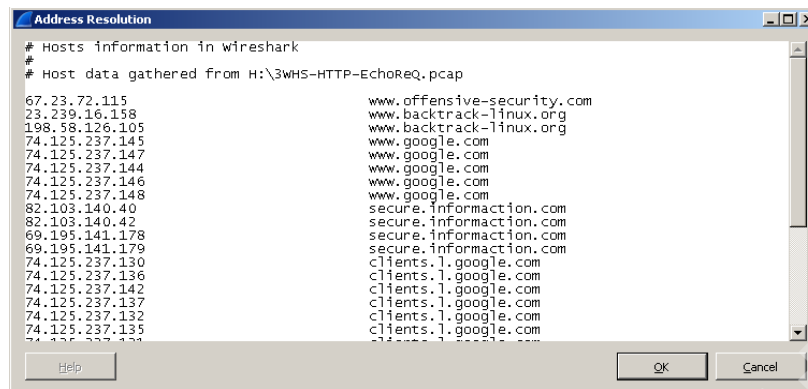 Address Resolution
# Hosts information in Wireshark
#
# Host data gathered from H:\3WHS-HTTP-EchoReQ.pcap
67.23.72.115 www.offensive-security.com
23.239.16.158 www.backtrack-linux.org
198.58.126.105 www.backtrack-linux.org
74.125.237.145 www.google.com
74.125.237.147 www.google.com
74.125.237.144 www.google.com
74.125.237.146 www.google.com
74.125.237.148 www.google.com
82.103.140.40 secure.informaction.com
82.103.140.42 secure.informaction.com
69.195.141.178 secure.informaction.com
69.195.141.179 secure.informaction.com
74.125.237.130 clients.l.google.com
74.125.237.136 clients.l.google.com
74.125.237.142 clients.l.google.com
74.125.237.137 clients.l.google.com
74.125.237.132 clients.l.google.com
74.125.237.135 clients.l.google.com
Help OK Cancel